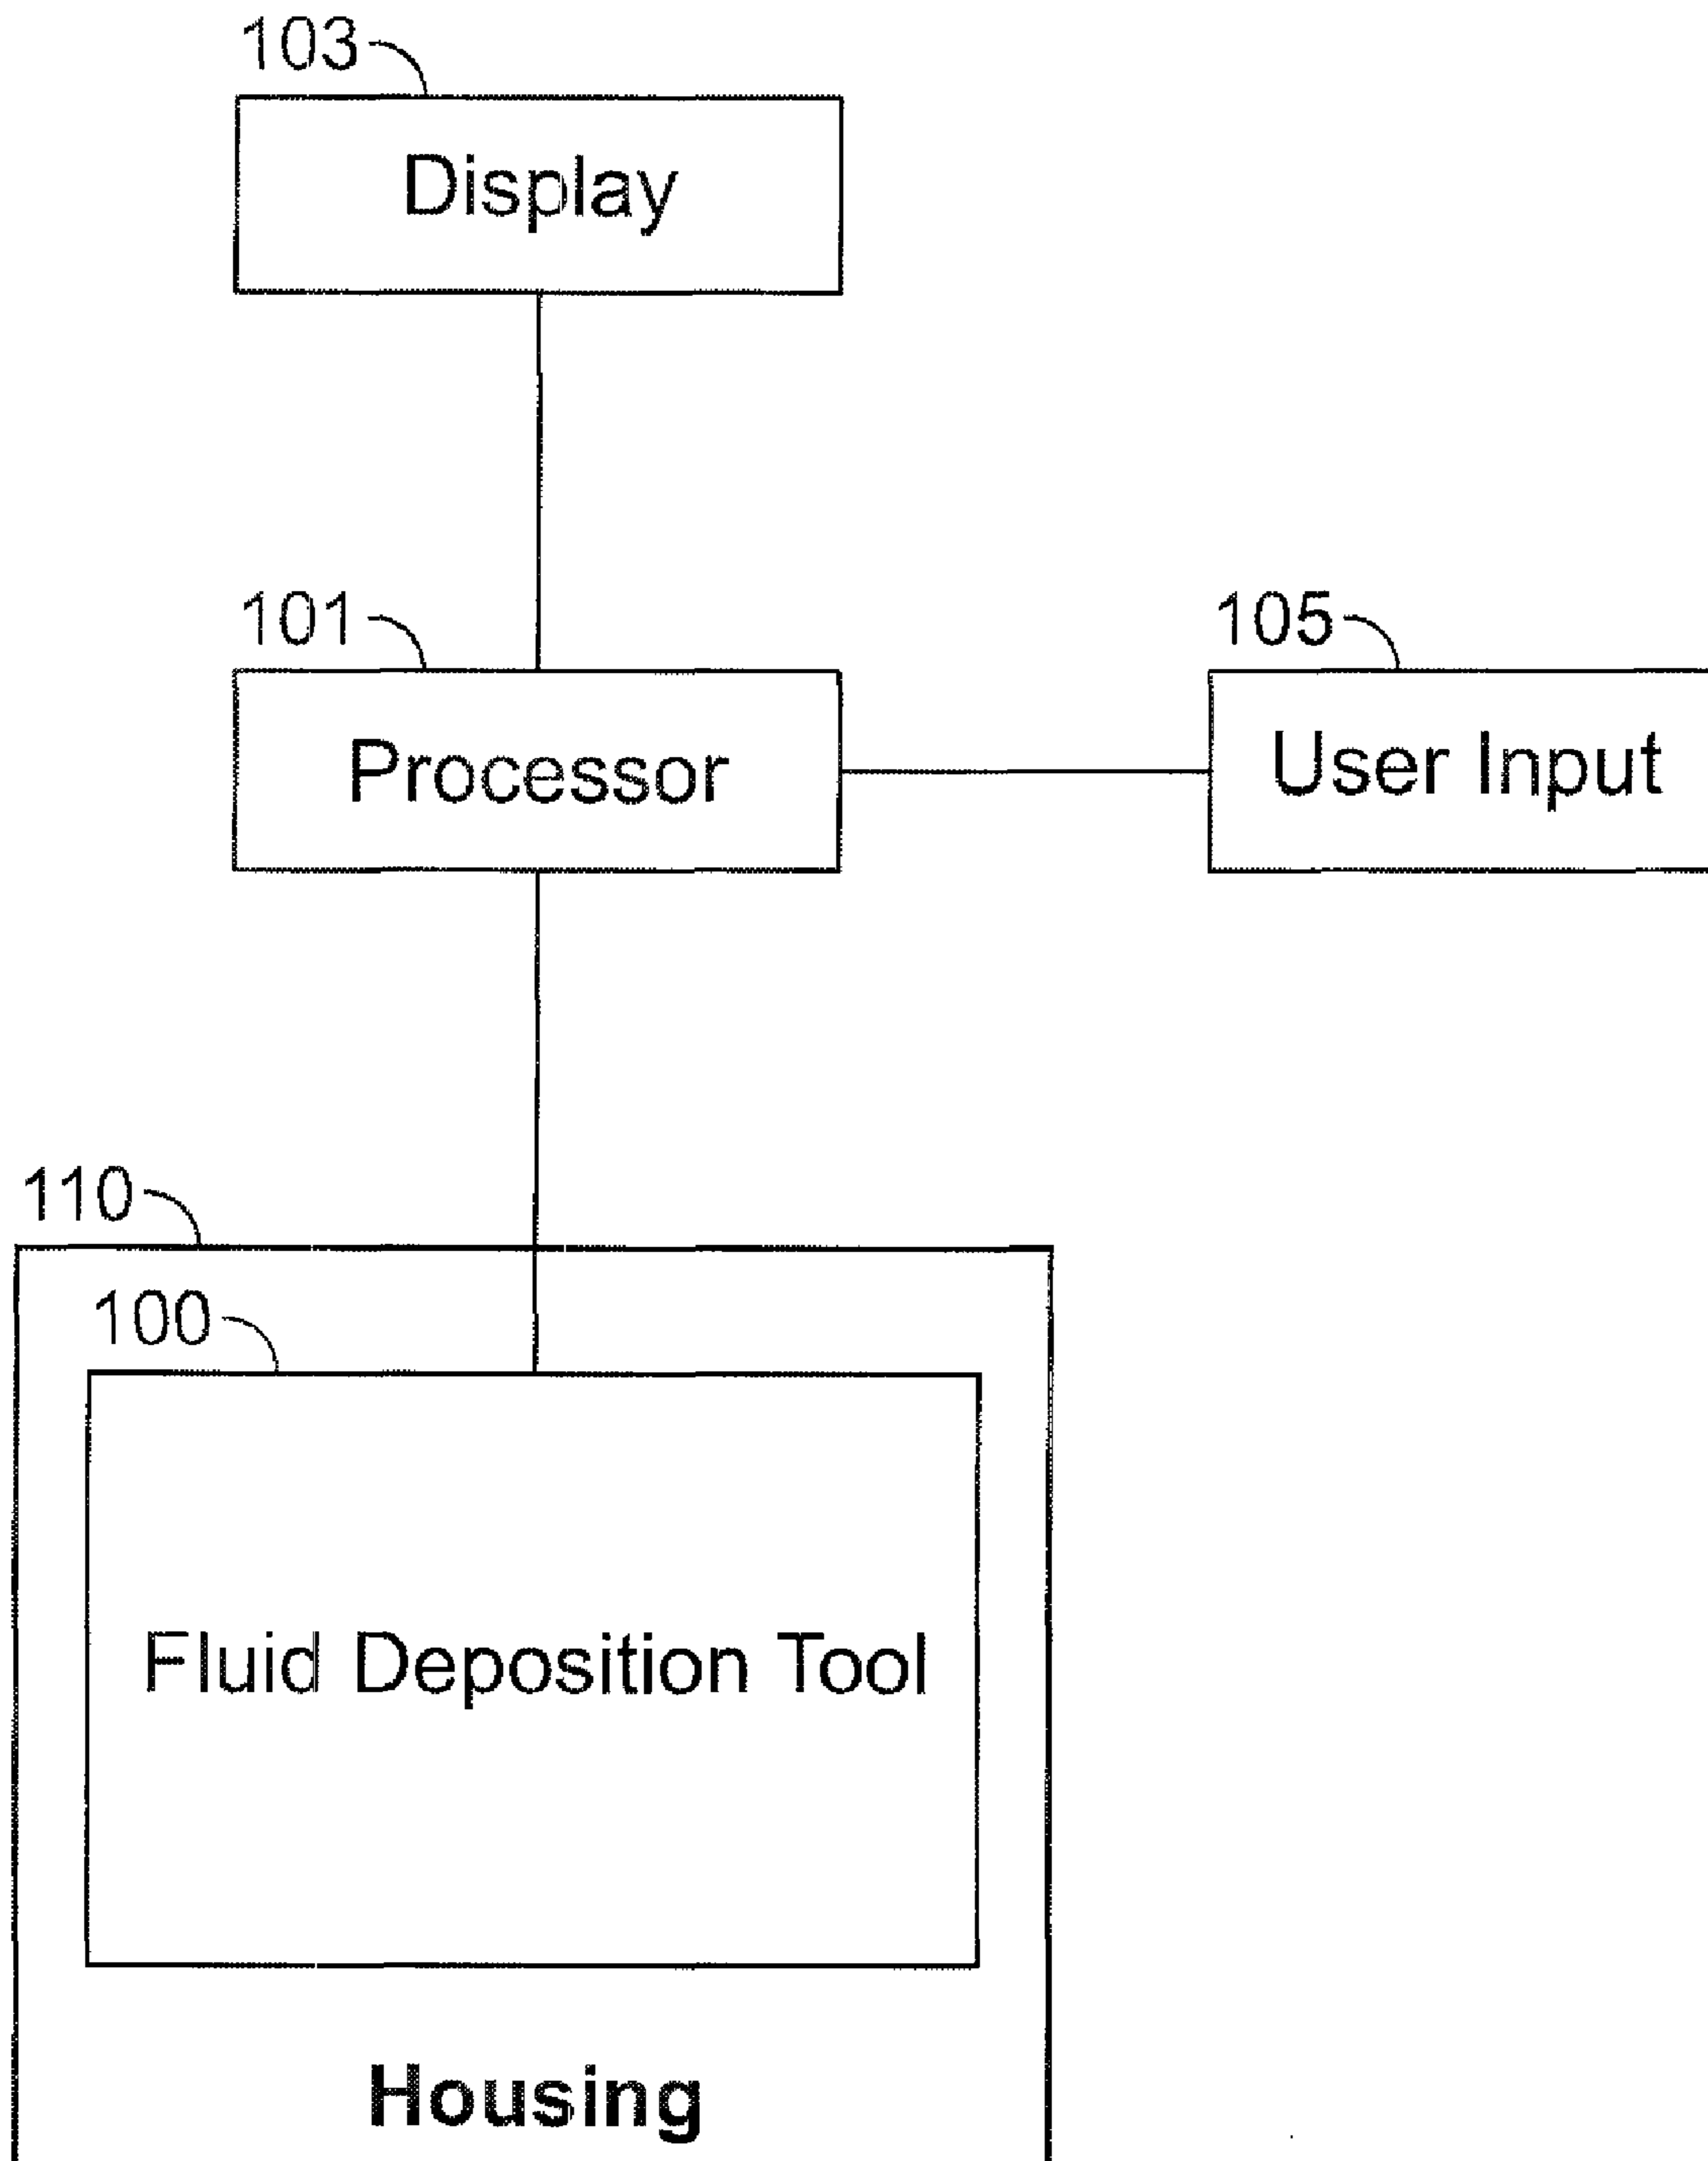 103
Display
101
Processor
105
User Input
110
100
Fluid Deposition Tool
Housing